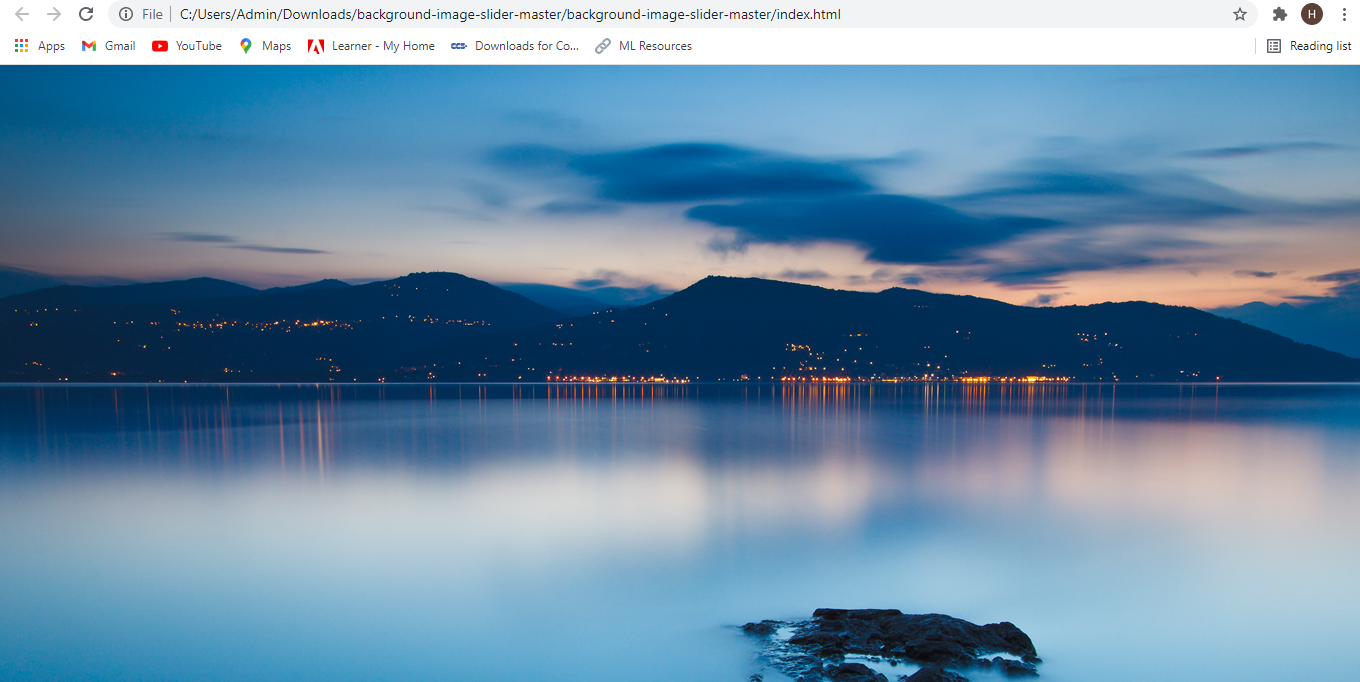 File C:/Users/Admin/Downloads/background-image-slider-master/background-image-slider-master/index.html H
Apps Gmail YouTube Maps Learner - My Home CCS Downloads for Co... ML Resources Reading list